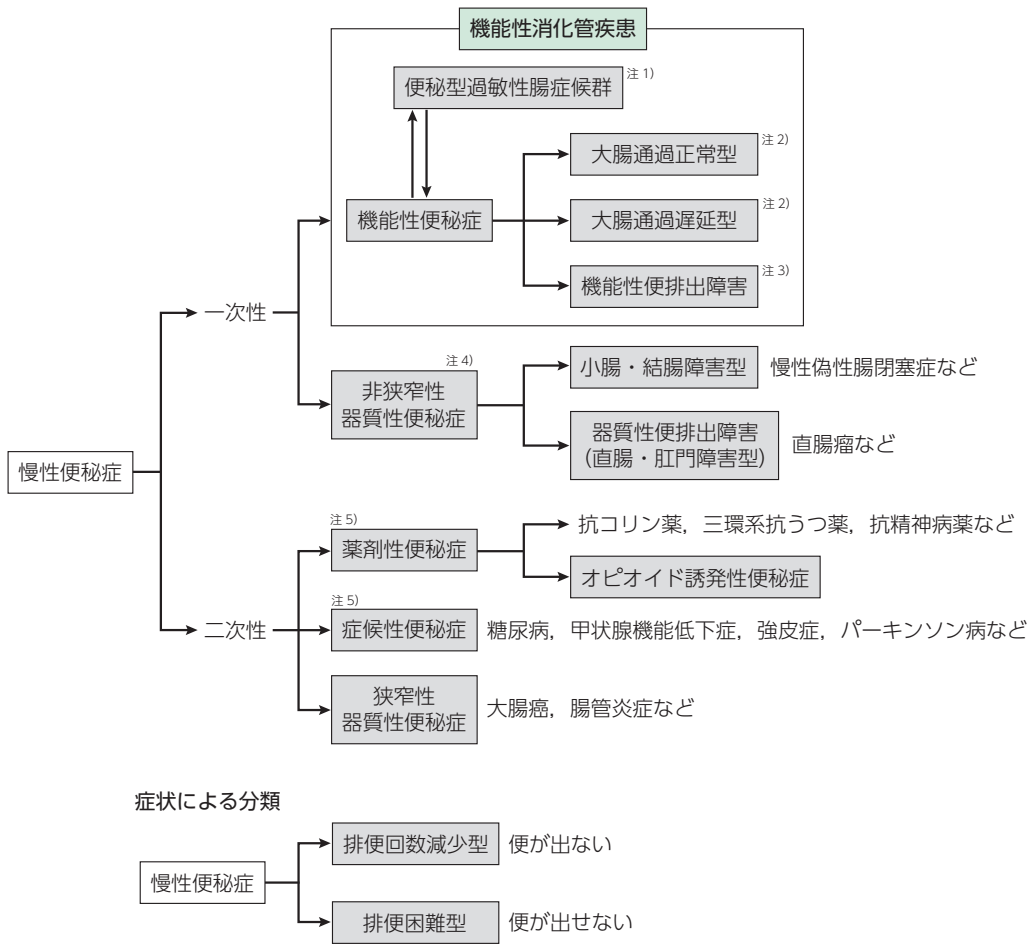 機能性消化管疾患
便秘型過敏性腸症候群 注 1)
大腸通過正常型 注 2)
機能性便秘症
大腸通過遅延型 注 2)
機能性便排出障害 注 3)
一次性
注 4)
非狭窄性
器質性便秘症
小腸・結腸障害型 慢性偽性腸閉塞症など
器質性便排出障害
(直腸・肛門障害型)
直腸瘤など
慢性便秘症
注 5)
薬剤性便秘症
抗コリン薬，三環系抗うつ薬，抗精神病薬など
オピオイド誘発性便秘症
二次性
注 5)
症候性便秘症 糖尿病，甲状腺機能低下症，強皮症，パーキンソン病など
狭窄性
器質性便秘症
大腸癌，腸管炎症など
症状による分類
慢性便秘症
排便回数減少型 便が出ない
排便困難型 便が出せない